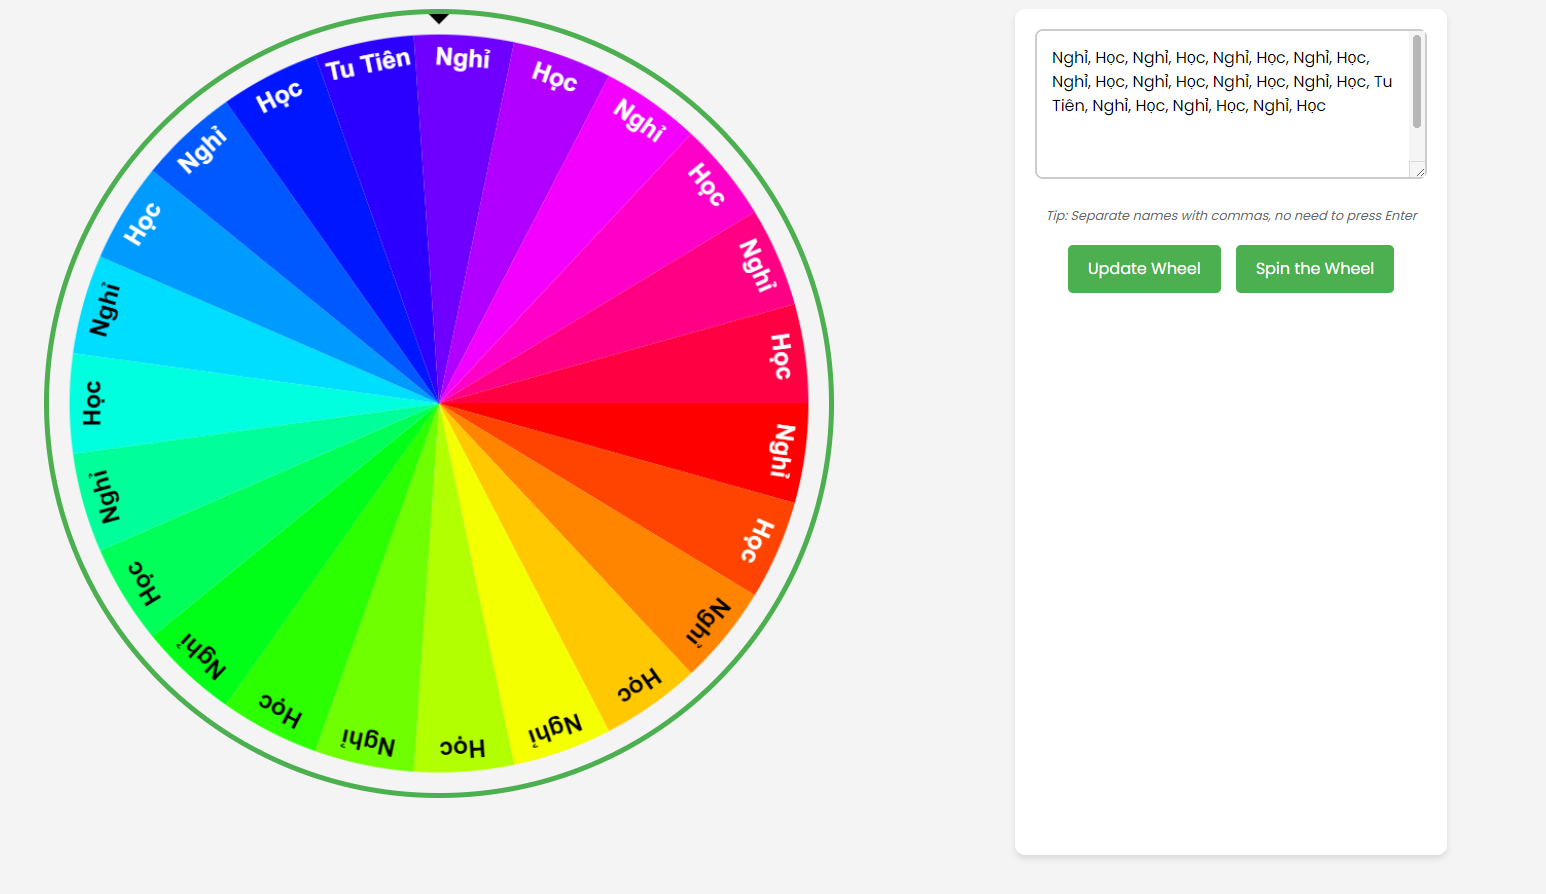 Nghỉ
Học
Nghỉ
Học
Nghỉ
Học
Nghỉ
Học
Nghỉ
Học
Nghỉ
Học
Nghỉ
Học
Nghỉ
Học
Nghỉ
Học
Nghỉ
Học
Nghỉ
Học
Tu Tiên
Nghỉ, Học, Nghỉ, Học, Nghỉ, Học, Nghỉ, Học,
Nghỉ, Học, Nghỉ, Học, Nghỉ, Học, Nghỉ, Học, Tu
Tiên, Nghỉ, Học, Nghỉ, Học, Nghỉ, Học
Tip: Separate names with commas, no need to press Enter
Update Wheel
Spin the Wheel